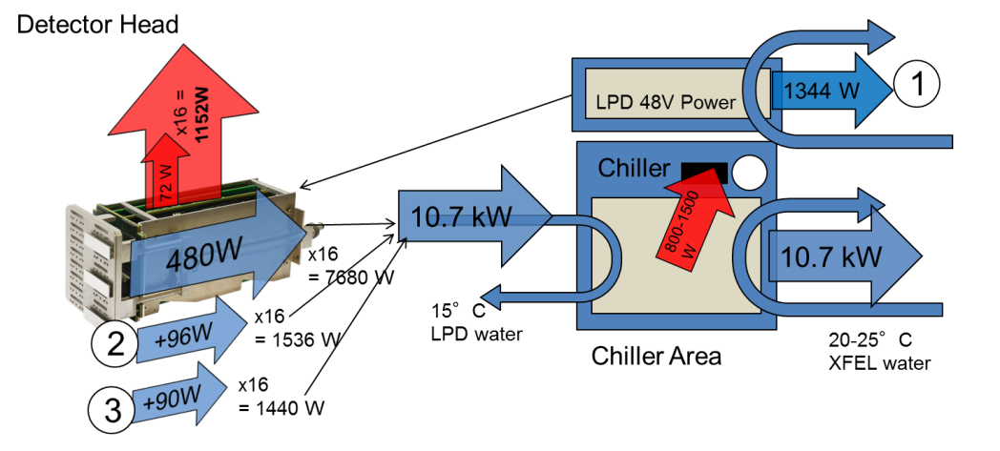 Detector Head
x16 =
1152W
72 W
480W
x16
= 7680 W
2
+96W
x16
= 1536 W
3
+90W
x16
= 1440 W
10.7 kW
15° C
LPD water
LPD 48V Power
1344 W
1
Chiller
800-1500
W
10.7 kW
20-25° C
XFEL water
Chiller Area